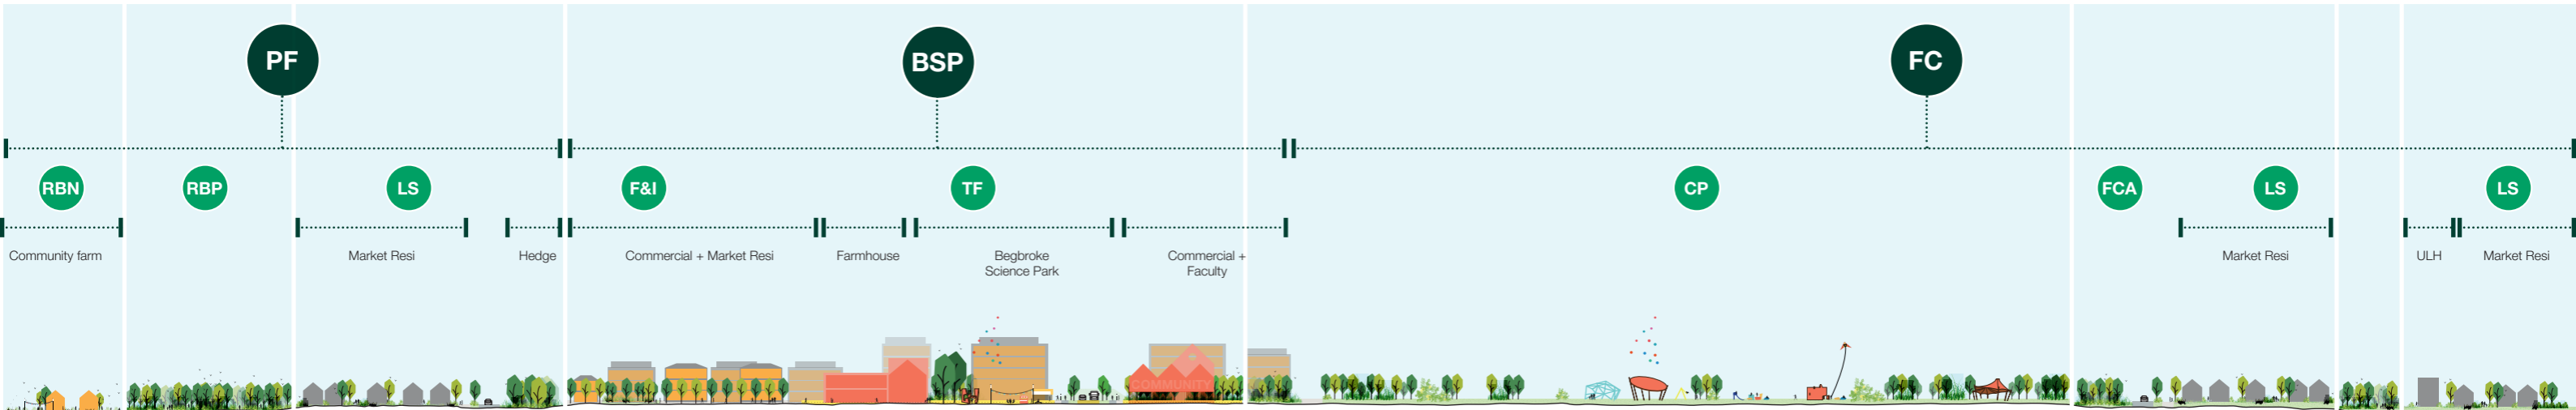 PF
BSP
FC
RBN
RBP
LS
F&I
TF
CP
FCA
LS
LS
Community farm
Market Resi
Hedge
Commercial + Market Resi
Farmhouse
Begbroke
Science Park
Commercial +
Faculty
Market Resi
ULH
Market Resi
COMMUNITY